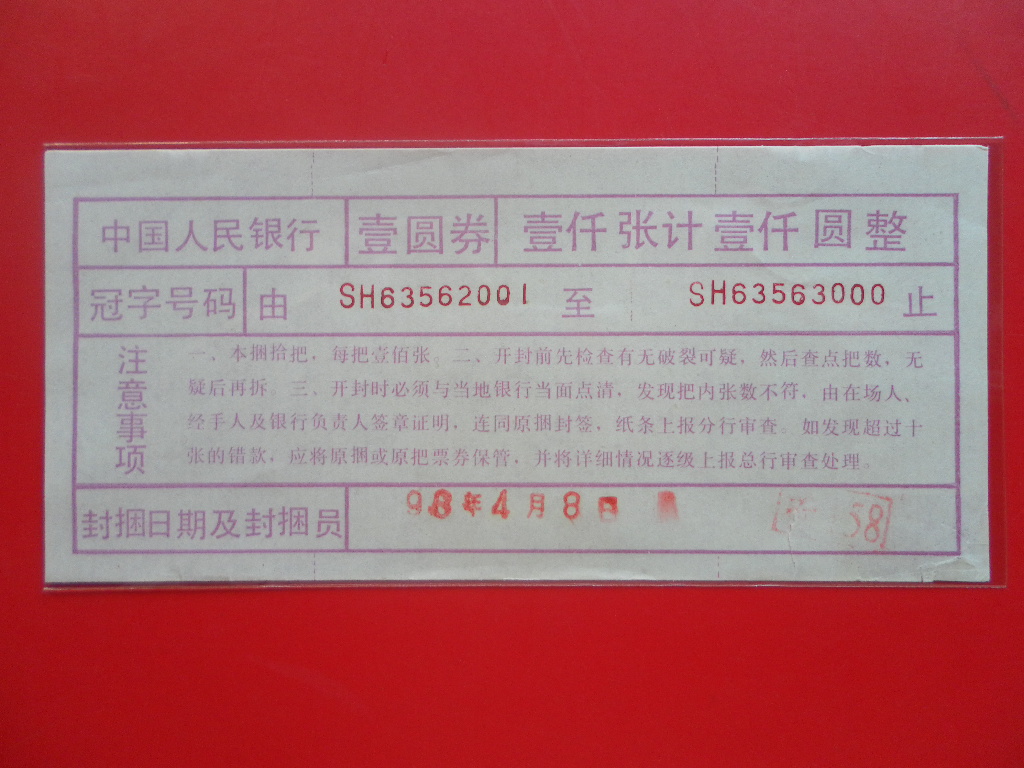 中国人民银行 壹圆券 壹仟张计壹仟圆整
冠字号码 由 SH63562001 至 SH63563000 止
注意事项
一、本捆拾把，每把壹佰张。二、开封前先检查有无破裂可疑，然后查点把数，无
疑后再拆。三、开封时必须与当地银行当面点清，发现把内张数不符，由在场人、
经手人及银行负责人签章证明，连同原捆封签，纸条上报分行审查。如发现超过十
张的错款，应将原捆或原把票券保管，并将详细情况逐级上报总行审查处理。
封捆日期及封捆员 98年4月8日 58